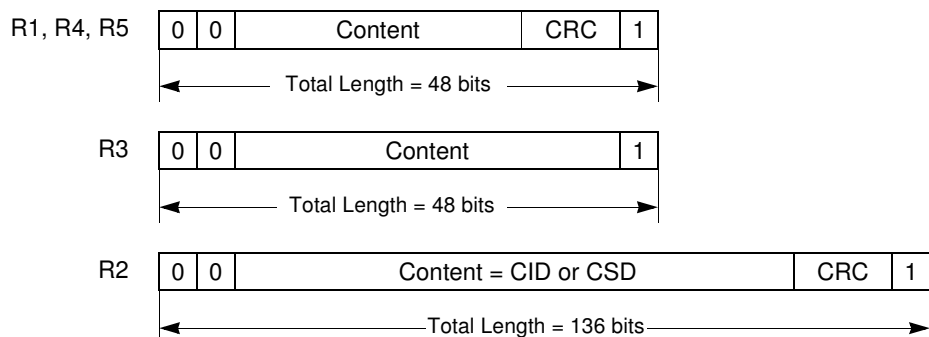 R1, R4, R5 0 0 Content CRC 1
Total Length = 48 bits
R3 0 0 Content 1
Total Length = 48 bits
R2 0 0 Content = CID or CSD CRC 1
Total Length = 136 bits